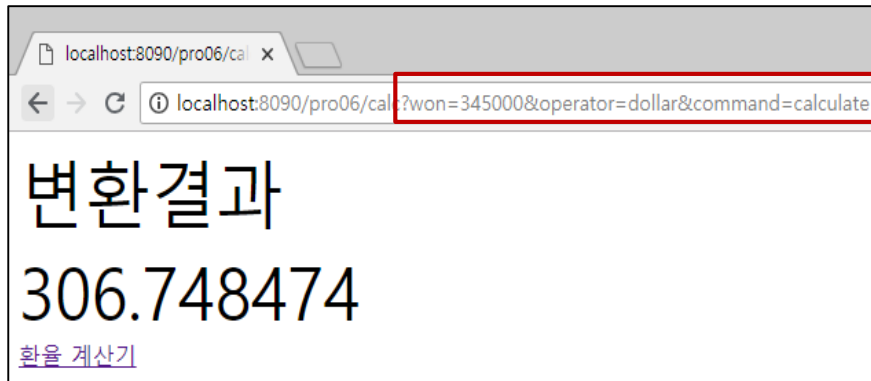 localhost:8090/pro06/cal
localhost:8090/pro06/calc?won=345000&operator=dollar&command=calculate
변환결과
306.748474
환율 계산기